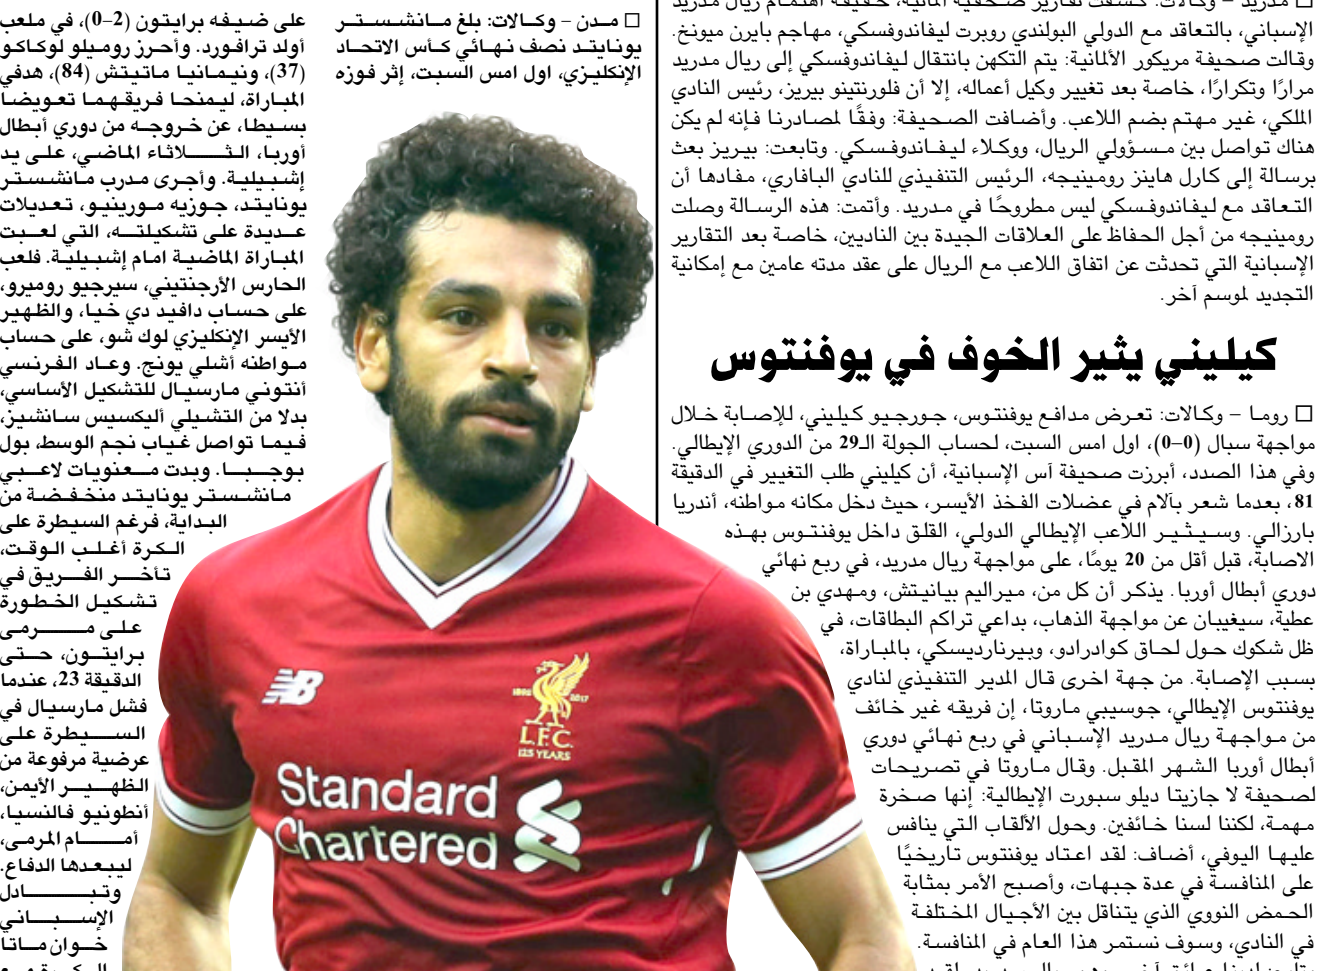 □ مدريد – وكالات: كشفت تقارير صحفية ألمانية، حقيقة اهتمام ريال مدريد
الإسباني، بالتعاقد مع الدولي البولندي روبرت ليفاندوفسكي، مهاجم بايرن ميونخ.
وقالت صحيفة مريكور الألمانية: يتم التكهن بانتقال ليفاندوفسكي إلى ريال مدريد
مرارًا وتكرارًا، خاصة بعد تغيير وكيل أعماله، إلا أن فلورنتينو بيريز، رئيس النادي
الملكي، غير مهتم بضم اللاعب. وأضافت الصحيفة: وفقًا لمصادرنا فإنه لم يكن
هناك تواصل بين مسؤولي الريال، ووكلاء ليفاندوفسكي. وتابعت: بيريز بعث
برسالة إلى كارل هاينز رومينيجه، الرئيس التنفيذي للنادي البافاري، مفادها أن
التعاقد مع ليفاندوفسكي ليس مطروحًا في مدريد. وأتمت: هذه الرسالة وصلت
رومينيجه من أجل الحفاظ على العلاقات الجيدة بين الناديين، خاصة بعد التقارير
الإسبانية التي تحدثت عن اتفاق اللاعب مع الريال على عقد مدته عامين مع إمكانية
التجديد لموسم آخر.
كيليني يثير الخوف في يوفنتوس
□ روما – وكالات: تعرض مدافع يوفنتوس، جورجيو كيليني، للإصابة خلال
مواجهة سبال (0-0)، اول امس السبت، لحساب الجولة الـ29 من الدوري الإيطالي.
وفي هذا الصدد، أبرزت صحيفة آس الإسبانية، أن كيليني طلب التغيير في الدقيقة
81، بعدما شعر بآلام في عضلات الفخذ الأيسر، حيث دخل مكانه مواطنه، أندريا
بارزالي. وسيثير اللاعب الإيطالي الدولي، القلق داخل يوفنتوس بهذه
الاصابة، قبل أقل من 20 يومًا، على مواجهة ريال مدريد، في ربع نهائي
دوري أبطال أوربا. يذكر أن كل من، ميراليم بيانيتش، ومهدي بن
عطية، سيغيبان عن مواجهة الذهاب، بداعي تراكم البطاقات، في
ظل شكوك حول لحاق كوادرادو، وبيرنارديسكي، بالمباراة،
بسبب الإصابة. من جهة اخرى قال المدير التنفيذي لنادي
يوفنتوس الإيطالي، جوسيبي ماروتا، إن فريقه غير خائف
من مواجهة ريال مدريد الإسباني في ربع نهائي دوري
أبطال أوربا الشهر المقبل. وقال ماروتا في تصريحات
لصحيفة لا جازيتا ديلو سبورت الإيطالية: إنها صخرة
مهمة، لكننا لسنا خائفين. وحول الألقاب التي ينافس
عليها اليوفي، أضاف: لقد اعتاد يوفنتوس تاريخيًا
على المنافسة في عدة جبهات، وأصبح الأمر بمثابة
الحمض النووي الذي يتناقل بين الأجيال المختلفة
في النادي، وسوف نستمر هذا العام في المنافسة.
□ مدن – وكالات: بلغ مانشستر
يونايتد نصف نهائي كأس الاتحاد
الإنكليزي، اول امس السبت، إثر فوزه
على ضيفه برايتون (2-0)، في ملعب
أولد ترافورد. وأحرز روميلو لوكاكو
(37)، ونيمانيا ماتيتش (84)، هدفي
المباراة، ليمنحا فريقهما تعويضا
بسيطا، عن خروجه من دوري أبطال
أوربا، الثلاثاء الماضي، على يد
إشبيلية. وأجرى مدرب مانشستر
يونايتد، جوزيه مورينيو، تعديلات
عديدة على تشكيلته، التي لعبت
المباراة الماضية امام إشبيلية. فلعب
الحارس الأرجنتيني، سيرجيو روميرو،
على حساب دافيد دي خيا، والظهير
الأيسر الإنكليزي لوك شو، على حساب
مواطنه أشلي يونج. وعاد الفرنسي
أنتوني مارسيال للتشكيل الأساسي،
بدلا من التشيلي أليكسيس سانشيز،
فيما تواصل غياب نجم الوسط، بول
بوجبا. وبدت معنويات لاعبي
مانشستر يونايتد منخفضة من
البداية، فرغم السيطرة على
الكرة أغلب الوقت،
تأخر الفريق في
تشكيل الخطورة
على مرمى
برايتون، حتى
الدقيقة 23، عندما
فشل مارسيال في
السيطرة على
عرضية مرفوعة من
الظهير الأيمن،
أنطونيو فالنسيا،
أمام المرمى،
ليبعدها الدفاع.
وتبادل
الإسباني
خوان ماتا
1892 2017
L.F.C.
125 YEARS
Standard
Chartered